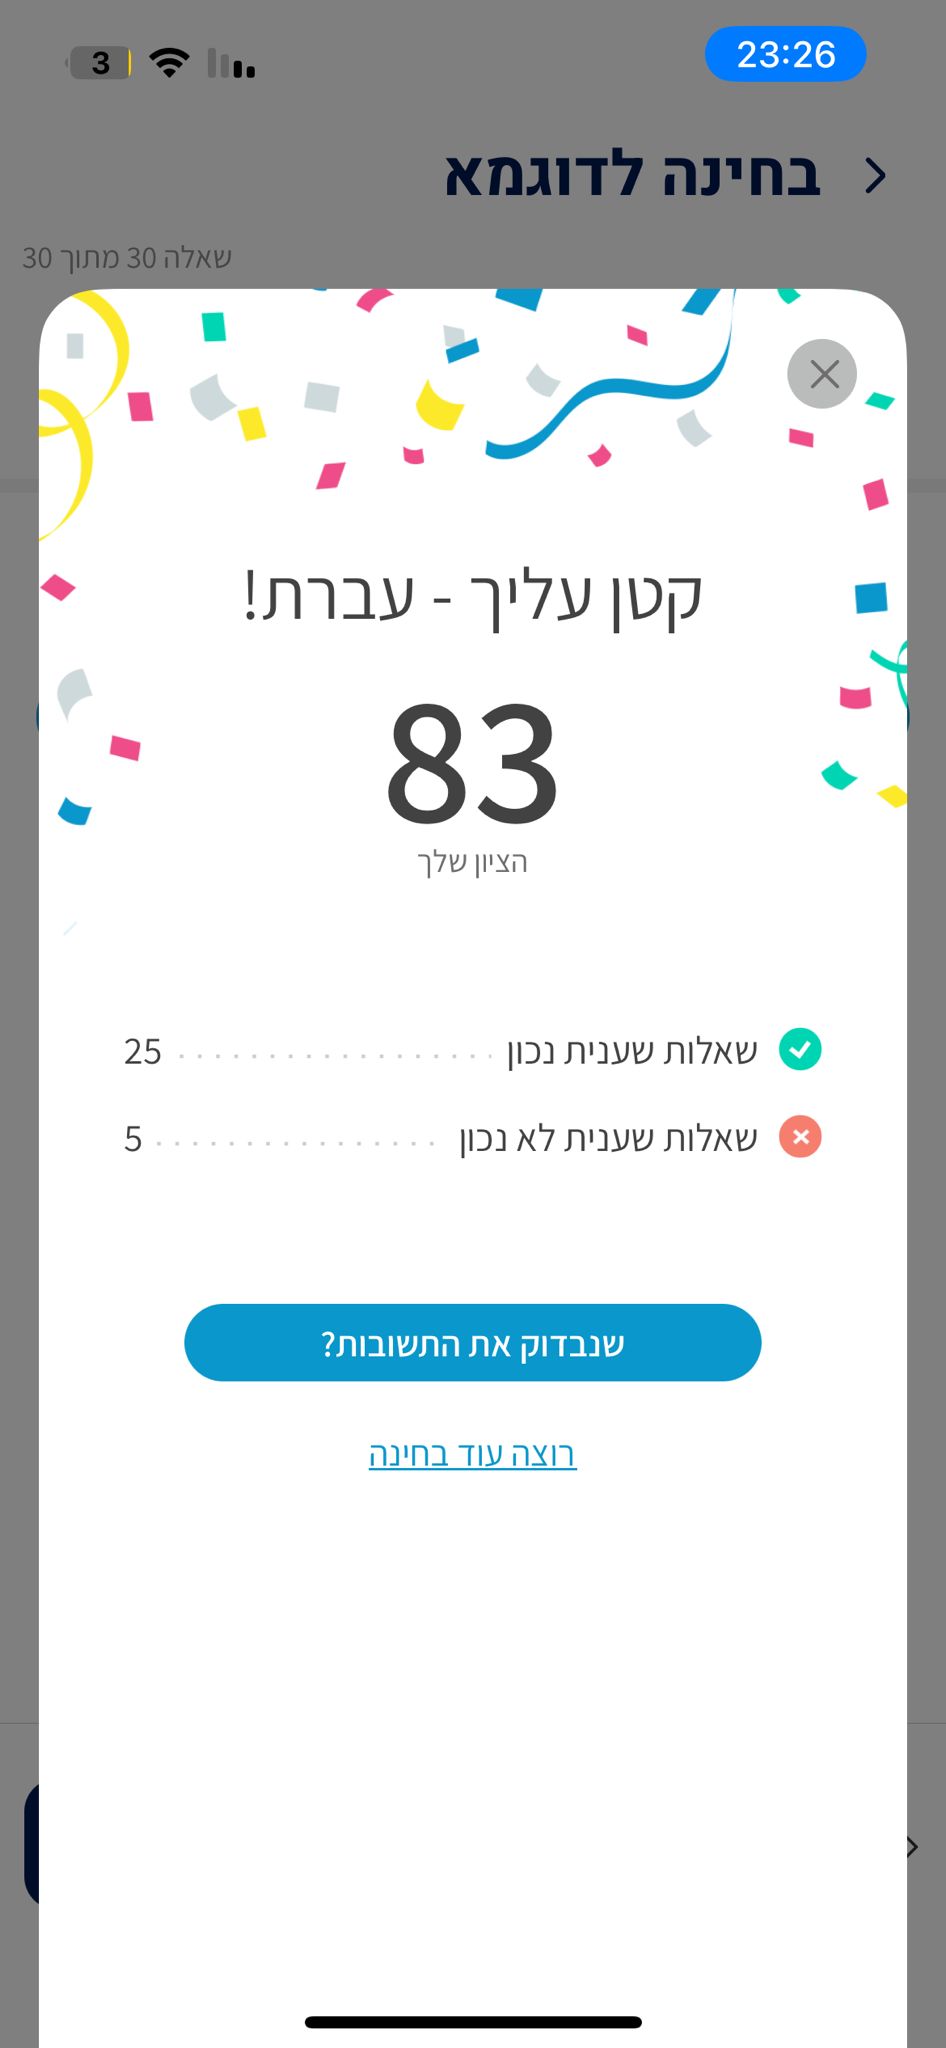 23:26
3
בחינה לדוגמא
שאלה 30 מתוך 30
קטן עליך - עברת!
83
הציון שלך
שאלות שענית נכון 25
שאלות שענית לא נכון 5
שנבדוק את התשובות?
רוצה עוד בחינה